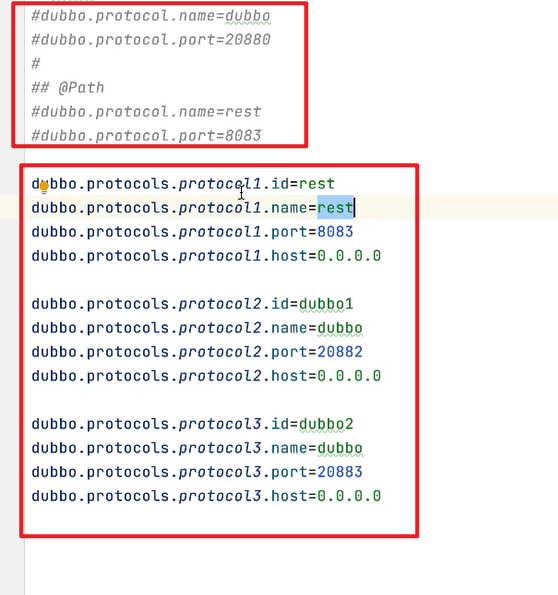 #dubbo.protocol.name=dubbo
#dubbo.protocol.port=20880
#
## @Path
#dubbo.protocol.name=rest
#dubbo.protocol.port=8083
dubbo.protocols.protocol1.id=rest
dubbo.protocols.protocol1.name=rest
dubbo.protocols.protocol1.port=8083
dubbo.protocols.protocol1.host=0.0.0.0
dubbo.protocols.protocol2.id=dubbo1
dubbo.protocols.protocol2.name=dubbo
dubbo.protocols.protocol2.port=20882
dubbo.protocols.protocol2.host=0.0.0.0
dubbo.protocols.protocol3.id=dubbo2
dubbo.protocols.protocol3.name=dubbo
dubbo.protocols.protocol3.port=20883
dubbo.protocols.protocol3.host=0.0.0.0